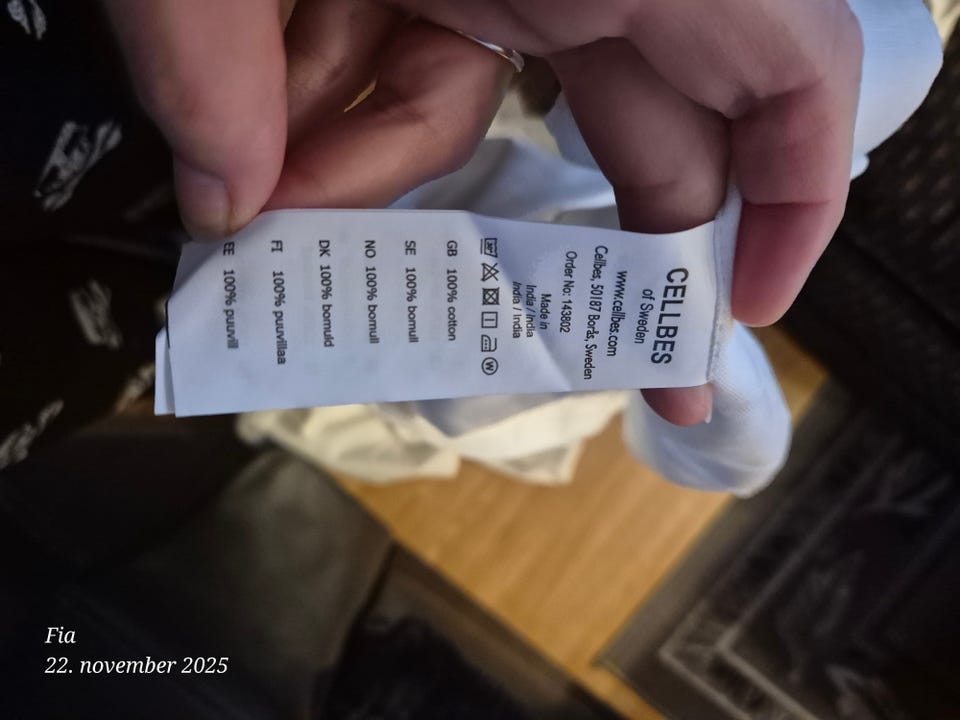 CELLBES
of Sweden
www.cellbes.com
Cellbes, 50187 Borås, Sweden
Order No: 143802
Made in
India / India
India / India
GB 100% cotton
SE 100% bomull
NO 100% bomull
DK 100% bomuld
FI 100% puuvillaa
EE 100% puuvill
Fia
22. november 2025